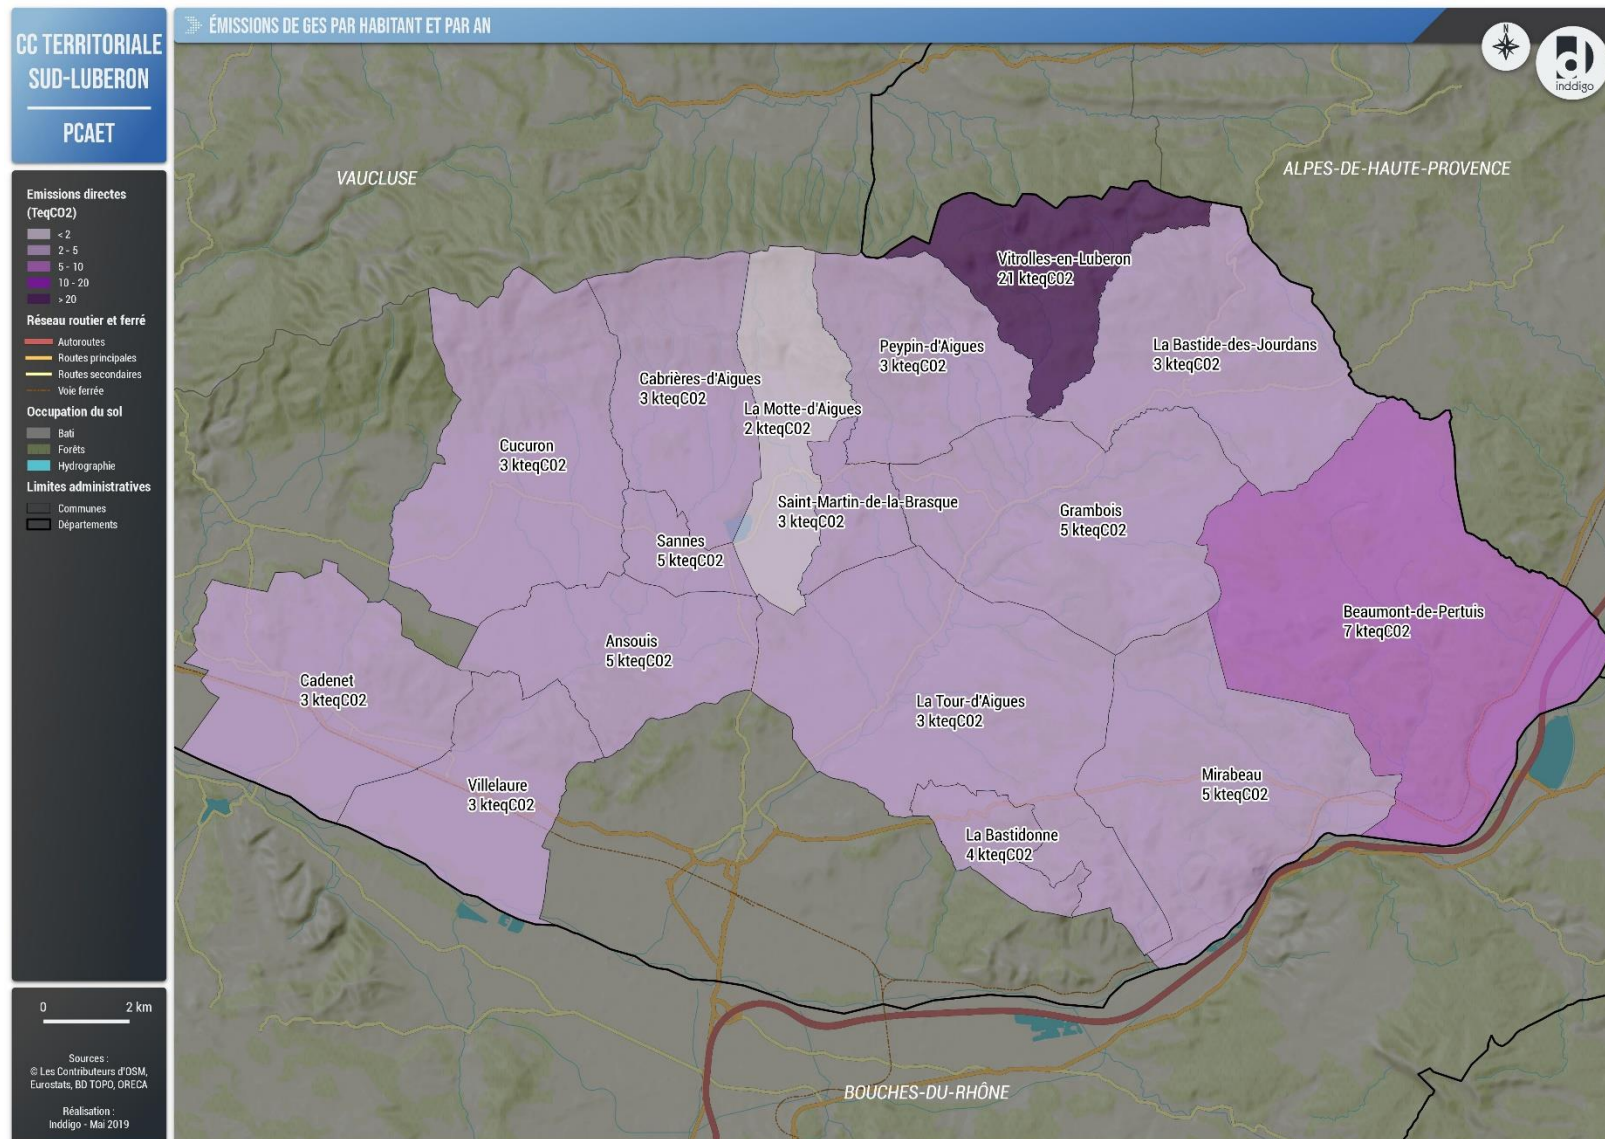 CC TERRITORIALE
SUD-LUBERON
PCAET
ÉMISSIONS DE GES PAR HABITANT ET PAR AN
N
inddigo
Emissions directes
(TeqCO2)
< 2
2 - 5
5 - 10
10 - 20
> 20
Réseau routier et ferré
Autoroutes
Routes principales
Routes secondaires
Voie ferrée
Occupation du sol
Bati
Forêts
Hydrographie
Limites administratives
Communes
Départements
0 2 km
Sources :
© Les Contributeurs d'OSM,
Eurostats, BD TOPO, ORECA
Réalisation :
Inddigo - Mai 2019
VAUCLUSE
ALPES-DE-HAUTE-PROVENCE
Vitrolles-en-Luberon
21 kteqCO2
Peypin-d'Aigues
3 kteqCO2
La Bastide-des-Jourdans
3 kteqCO2
Cabrières-d'Aigues
3 kteqCO2
La Motte-d'Aigues
2 kteqCO2
Cucuron
3 kteqCO2
Saint-Martin-de-la-Brasque
3 kteqCO2
Grambois
5 kteqCO2
Sannes
5 kteqCO2
Beaumont-de-Pertuis
7 kteqCO2
Ansouis
5 kteqCO2
Cadenet
3 kteqCO2
La Tour-d'Aigues
3 kteqCO2
Villelaure
3 kteqCO2
Mirabeau
5 kteqCO2
La Bastidonne
4 kteqCO2
BOUCHES-DU-RHÔNE